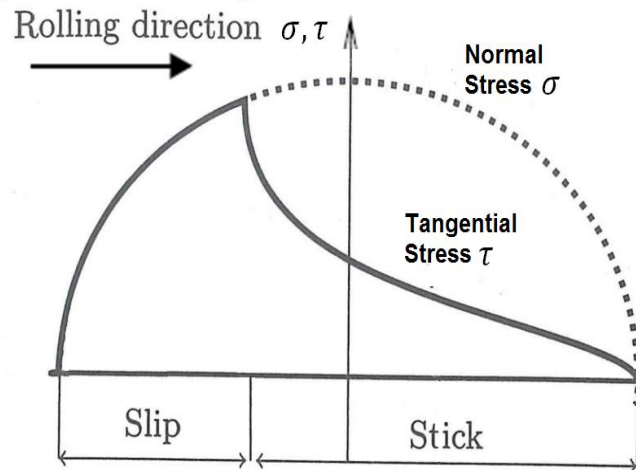 Rolling direction σ, τ
Normal
Stress σ
Tangential
Stress τ
Slip
Stick